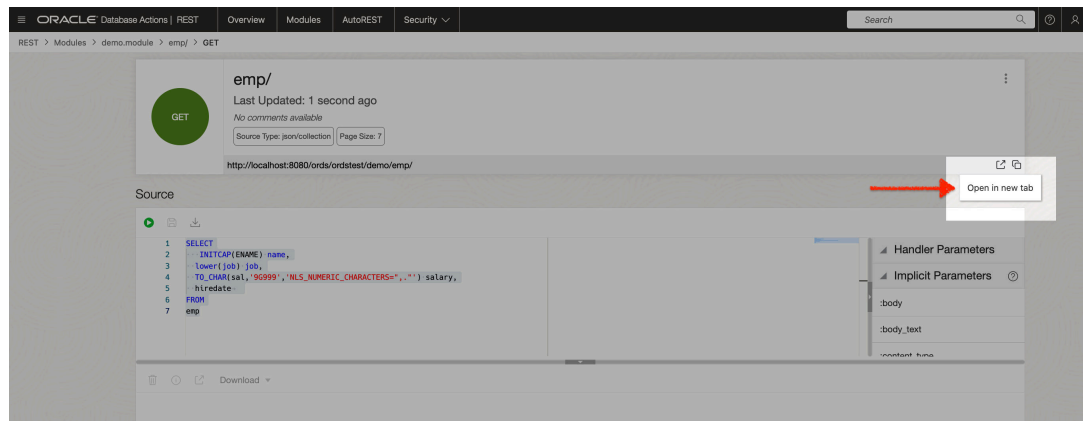 ORACLE Database Actions | REST Overview Modules AutoREST Security Search
REST > Modules > demo.module > emp/ > GET
GET
emp/
Last Updated: 1 second ago
No comments available
Source Type: json/collection Page Size: 7
http://localhost:8080/ords/ordstest/demo/emp/
Open in new tab
Source
1 SELECT
2 INITCAP(ENAME) name,
3 lower(job) job,
4 TO_CHAR(sal,'9G999','NLS_NUMERIC_CHARACTERS=",."') salary,
5 hiredate
6 FROM
7 emp
Handler Parameters
Implicit Parameters
:body
:body_text
:content_type
Download